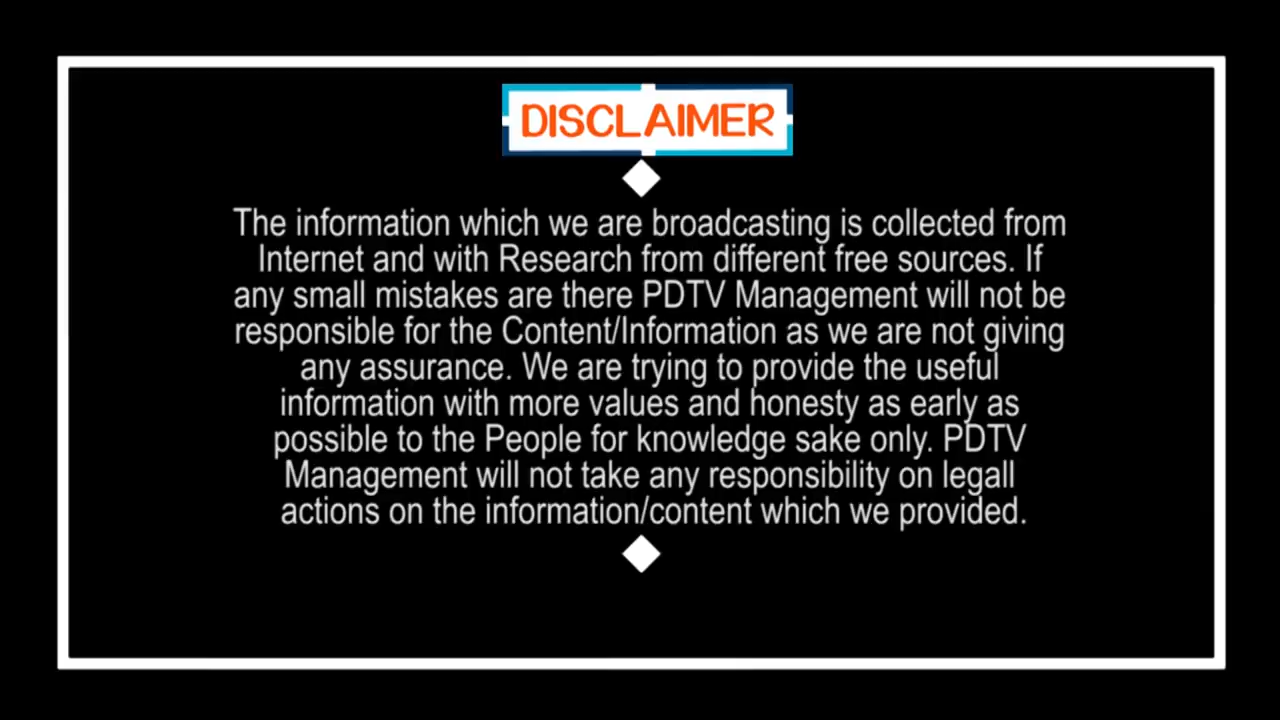 DISCLAIMER
The information which we are broadcasting is collected from
Internet and with Research from different free sources. If
any small mistakes are there PDTV Management will not be
responsible for the Content/Information as we are not giving
any assurance. We are trying to provide the useful
information with more values and honesty as early as
possible to the People for knowledge sake only. PDTV
Management will not take any responsibility on legall
actions on the information/content which we provided.